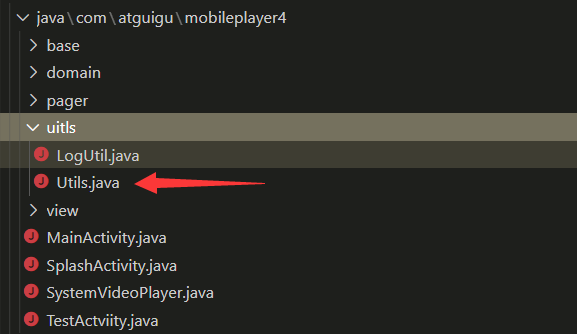 java\com\atguigu\mobileplayer4
base
domain
pager
uitls
LogUtil.java
Utils.java
view
MainActivity.java
SplashActivity.java
SystemVideoPlayer.java
TestActviity.java